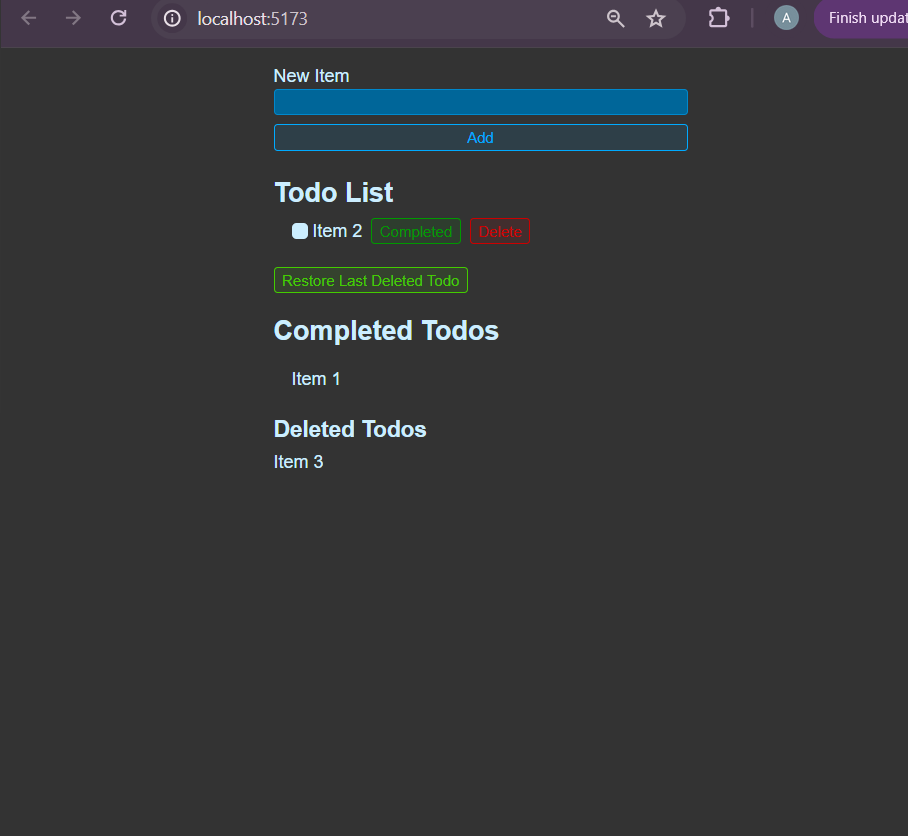 localhost:5173
A
Finish updat
New Item
Add
Todo List
Item 2 Completed Delete
Restore Last Deleted Todo
Completed Todos
Item 1
Deleted Todos
Item 3